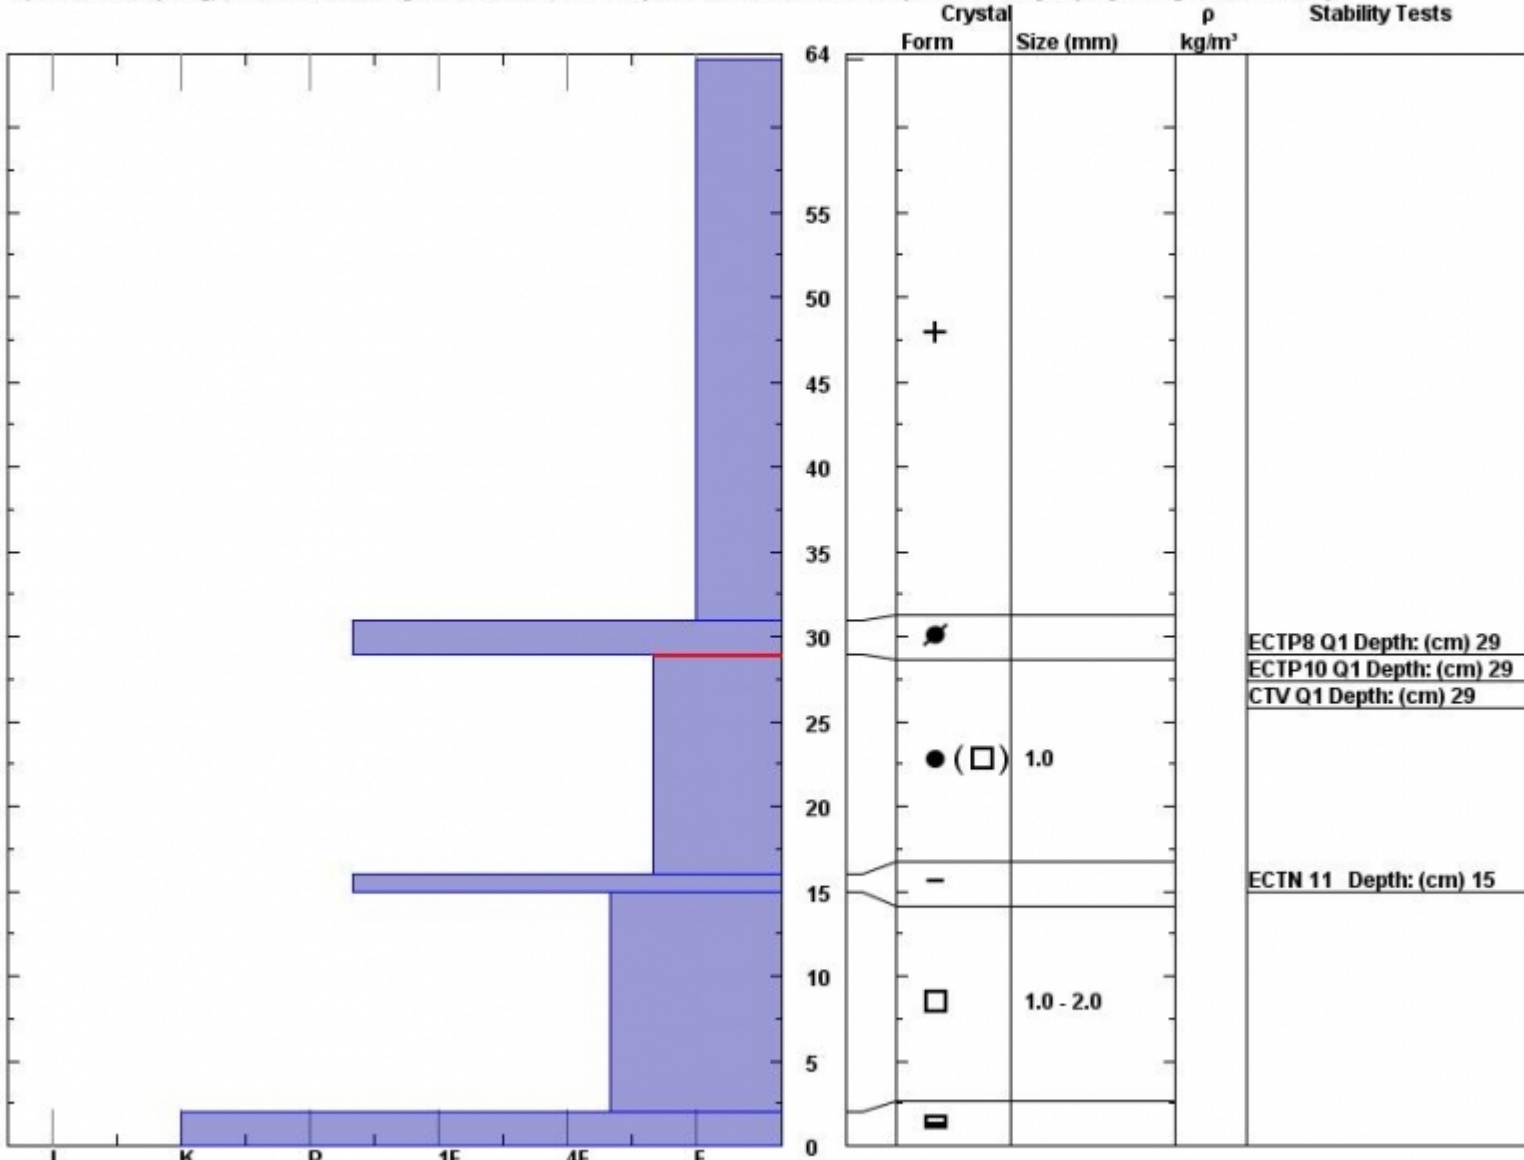 Crystal ρ Stability Tests
Form Size (mm) kg/m³
64
55
50
45
40
35
30
ECTP8 Q1 Depth: (cm) 29
ECTP10 Q1 Depth: (cm) 29
CTV Q1 Depth: (cm) 29
25
( ) 1.0
20
ECTN 11 Depth: (cm) 15
15
10
1.0 - 2.0
5
0
I K P 1F 4F F